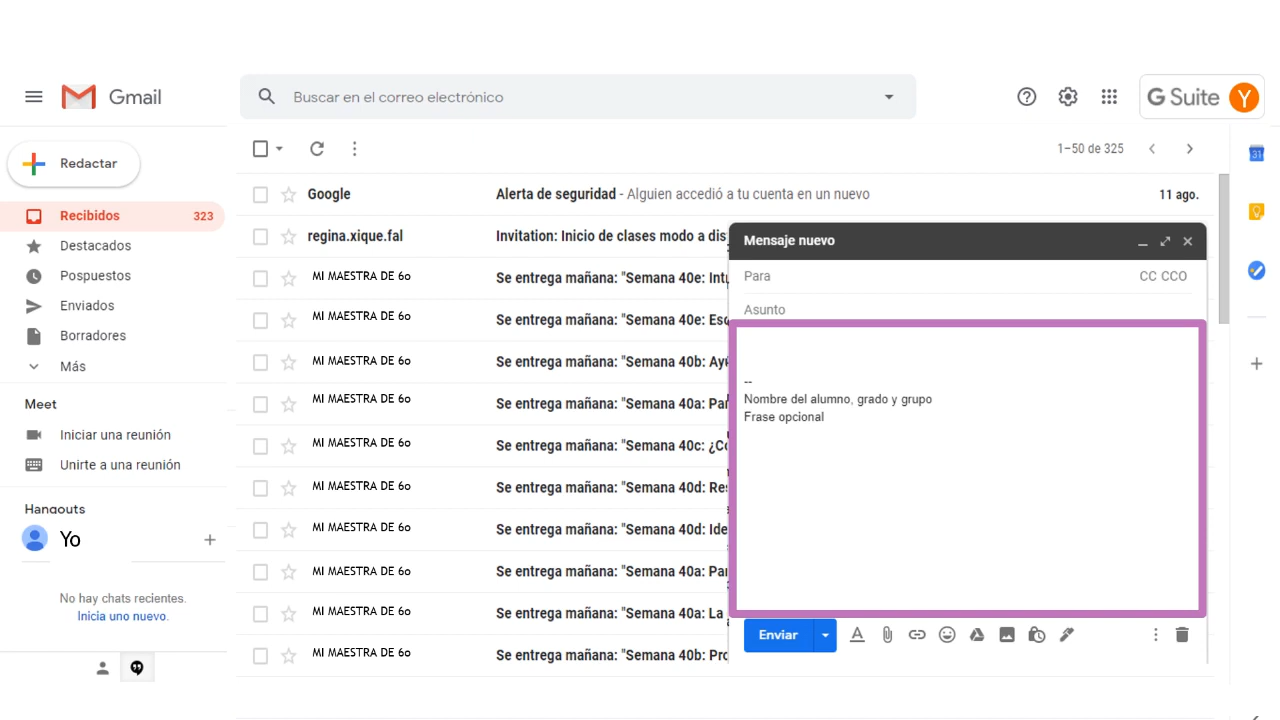 Gmail
Buscar en el correo electrónico
G Suite
Y
Redactar
1–50 de 325
31
Recibidos 323
Destacados
Pospuestos
Enviados
Borradores
Más
Meet
Iniciar una reunión
Unirte a una reunión
Hangouts
Yo
No hay chats recientes.
Inicia uno nuevo.
Google Alerta de seguridad - Alguien accedió a tu cuenta en un nuevo 11 ago.
regina.xique.fal Invitation: Inicio de clases modo a dis
MI MAESTRA DE 6o Se entrega mañana: "Semana 40e: Intr
MI MAESTRA DE 6o Se entrega mañana: "Semana 40e: Esc
MI MAESTRA DE 6o Se entrega mañana: "Semana 40b: Ayu
MI MAESTRA DE 6o Se entrega mañana: "Semana 40a: Par
MI MAESTRA DE 6o Se entrega mañana: "Semana 40c: ¿Co
MI MAESTRA DE 6o Se entrega mañana: "Semana 40d: Res
MI MAESTRA DE 6o Se entrega mañana: "Semana 40d: Ide
MI MAESTRA DE 6o Se entrega mañana: "Semana 40a: Par
MI MAESTRA DE 6o Se entrega mañana: "Semana 40a: La
MI MAESTRA DE 6o Se entrega mañana: "Semana 40b: Pro
Mensaje nuevo
Para CC CCO
Asunto
--
Nombre del alumno, grado y grupo
Frase opcional
Enviar